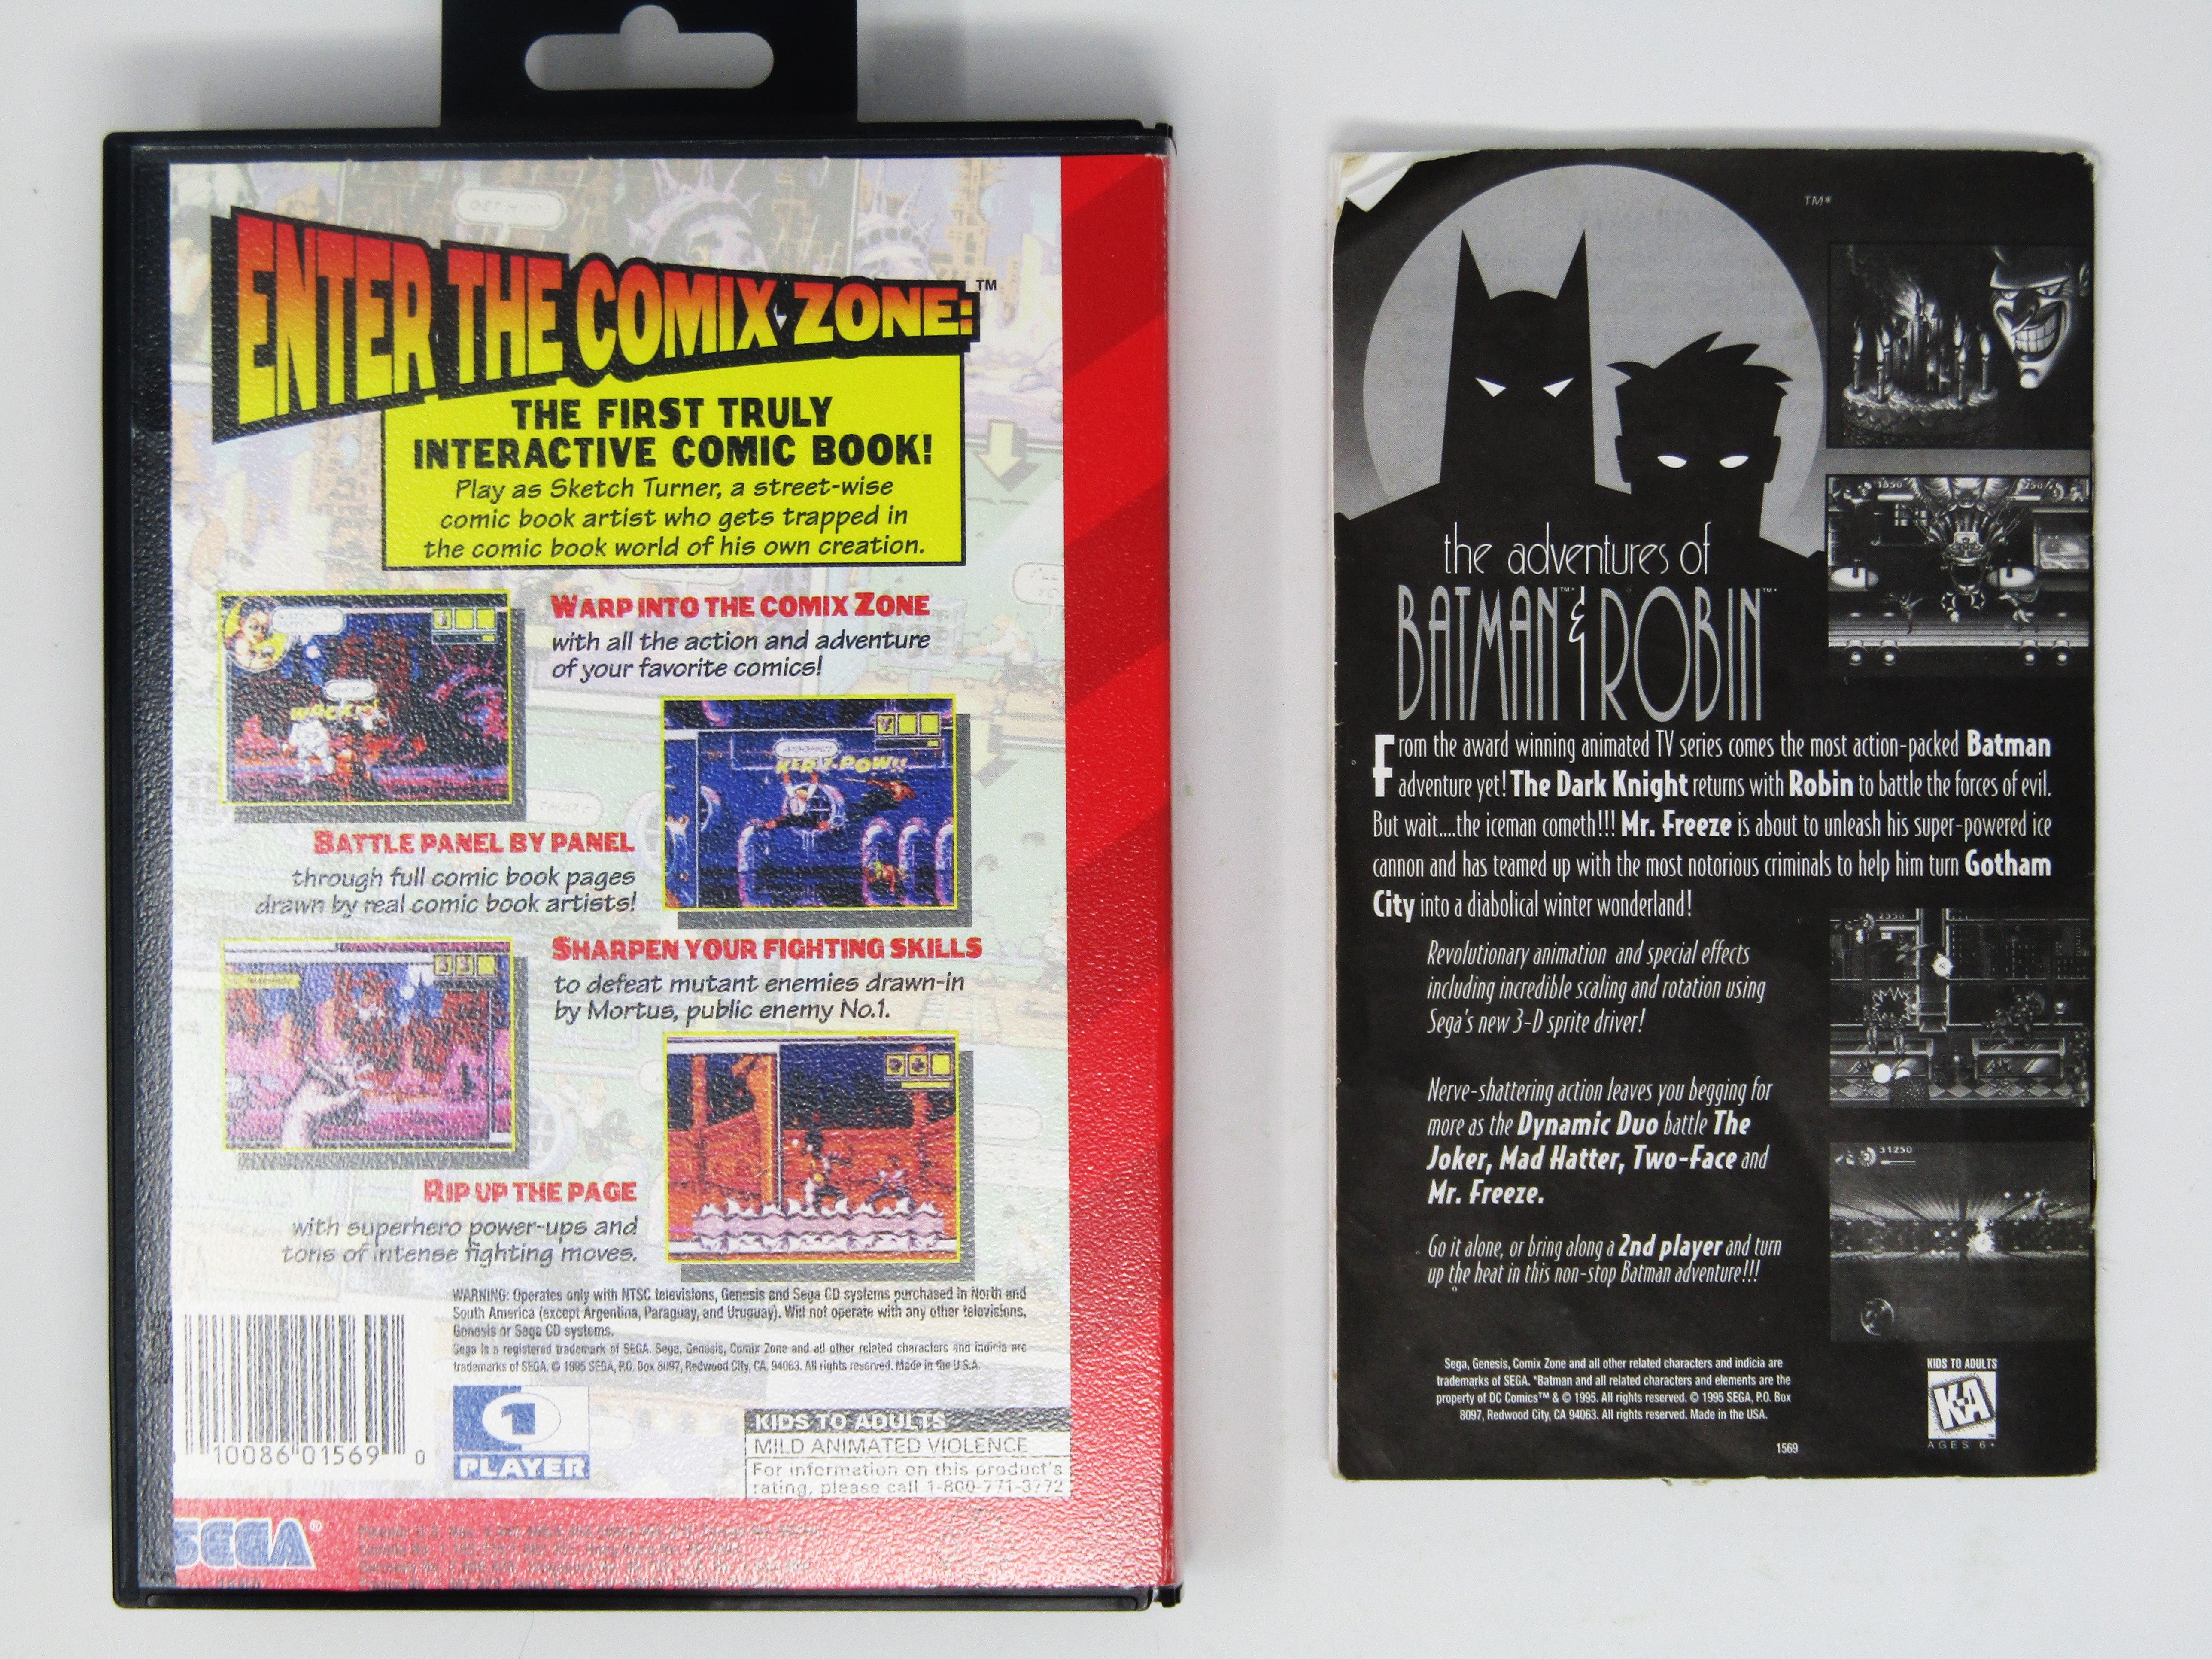 ENTER THE COMIX ZONE:™
THE FIRST TRULY
INTERACTIVE COMIC BOOK!
Play as Sketch Turner, a street-wise
comic book artist who gets trapped in
the comic book world of his own creation.
WARP INTO THE COMIX ZONE
with all the action and adventure
of your favorite comics!
KERA-POW!!
BATTLE PANEL BY PANEL
through full comic book pages
drawn by real comic book artists!
SHARPEN YOUR FIGHTING SKILLS
to defeat mutant enemies drawn-in
by Mortus, public enemy No.1.
RIP UP THE PAGE
with superhero power-ups and
tons of intense fighting moves.
WARNING: Operates only with NTSC televisions, Genesis and Sega CD systems purchased in North and
South America (except Argentina, Paraguay, and Uruguay). Will not operate with any other televisions,
Genesis or Sega CD systems.
Sega is a registered trademark of SEGA. Sega, Genesis, Comix Zone and all other related characters and indicia are
trademarks of SEGA. © 1995 SEGA, P.O. Box 8097, Redwood City, CA. 94063. All rights reserved. Made in the U.S.A.
10086 01569 0
1
PLAYER
KIDS TO ADULTS
MILD ANIMATED VIOLENCE
For information on this product's
rating, please call 1-800-771-3772
SEGA®
TM*
the adventures of
BATMAN™ & ROBIN™*
From the award winning animated TV series comes the most action-packed Batman
adventure yet! The Dark Knight returns with Robin to battle the forces of evil.
But wait....the iceman cometh!!! Mr. Freeze is about to unleash his super-powered ice
cannon and has teamed up with the most notorious criminals to help him turn Gotham
City into a diabolical winter wonderland!
Revolutionary animation and special effects
including incredible scaling and rotation using
Sega's new 3-D sprite driver!
Nerve-shattering action leaves you begging for
more as the Dynamic Duo battle The
Joker, Mad Hatter, Two-Face and
Mr. Freeze.
31250
Go it alone, or bring along a 2nd player and turn
up the heat in this non-stop Batman adventure!!!
Sega, Genesis, Comix Zone and all other related characters and indicia are
trademarks of SEGA. *Batman and all related characters and elements are the
property of DC Comics™ & © 1995. All rights reserved. © 1995 SEGA, P.O. Box
8097, Redwood City, CA 94063. All rights reserved. Made in the USA.
1569
KIDS TO ADULTS
K-A
AGES 6+